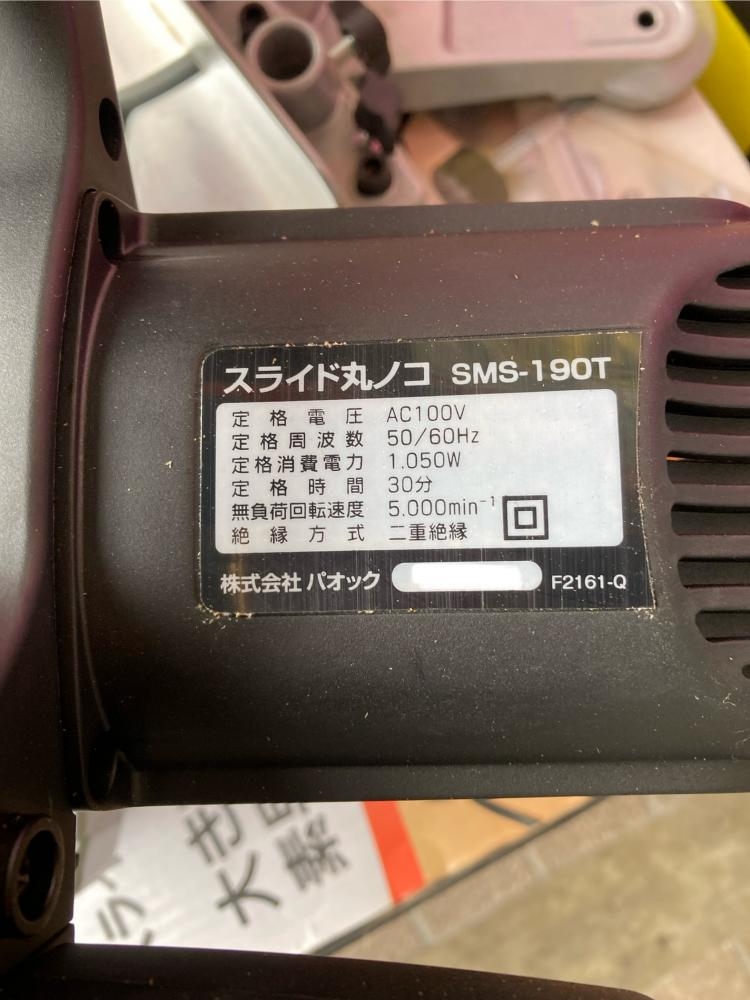 スライド丸ノコ SMS-190T
定格電圧 AC100V
定格周波数 50/60Hz
定格消費電力 1.050W
定格時間 30分
無負荷回転速度 5.000min⁻¹
絶縁方式 二重絶縁
株式会社 パオック F2161-Q
大き